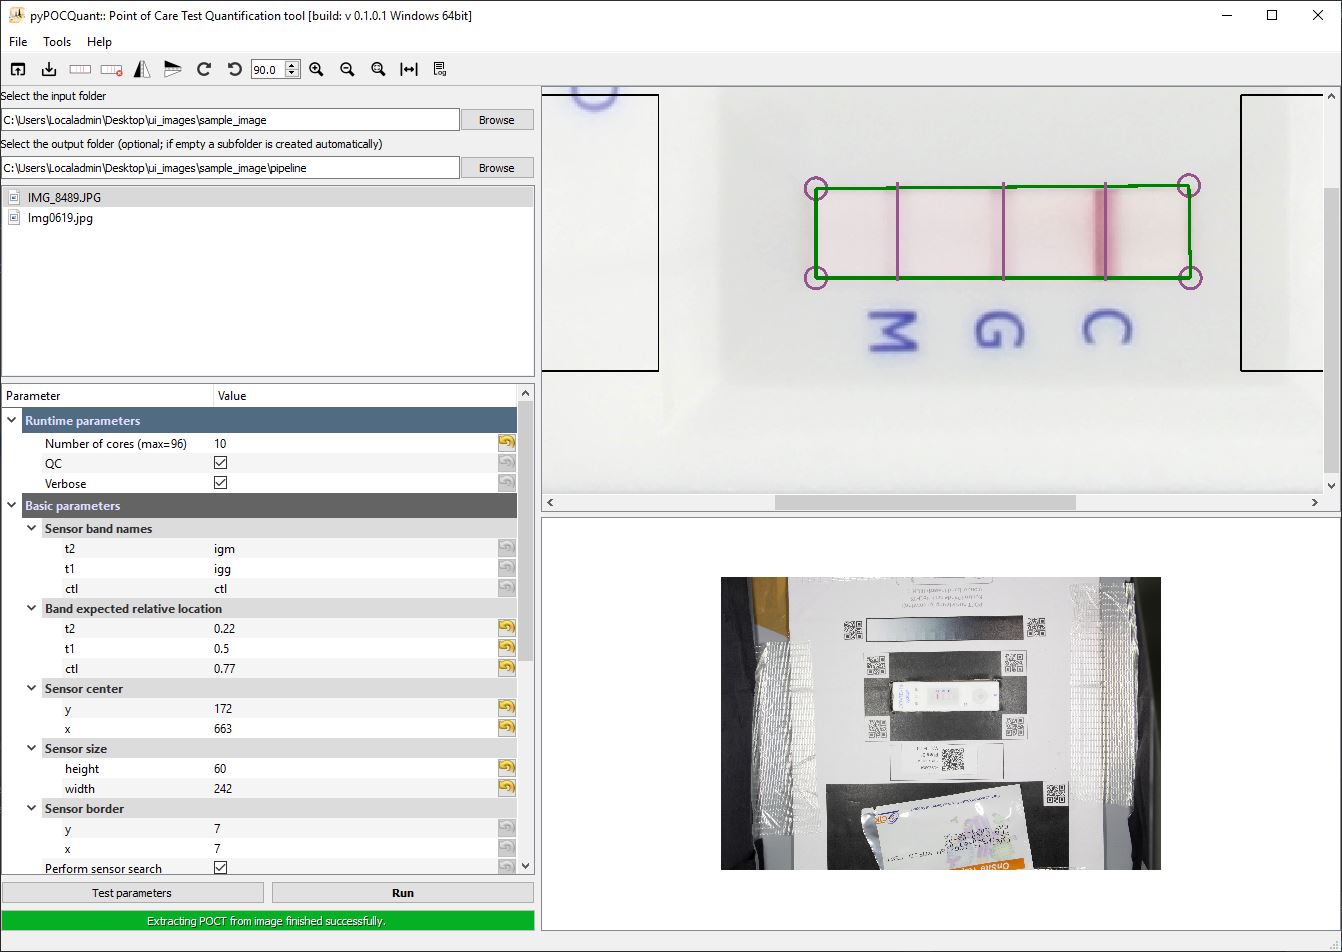 pyPOCQuant:: Point of Care Test Quantification tool [build: v 0.1.0.1 Windows 64bit]
File Tools Help
90.0
Log
Select the input folder
C:\Users\Localadmin\Desktop\ui_images\sample_image
Browse
Select the output folder (optional; if empty a subfolder is created automatically)
C:\Users\Localadmin\Desktop\ui_images\sample_image\pipeline
Browse
IMG_8489.JPG
Img0619.jpg
Parameter Value
Runtime parameters
Number of cores (max=96) 10
QC
Verbose
Basic parameters
Sensor band names
t2 igm
t1 igg
ctl ctl
Band expected relative location
t2 0.22
t1 0.5
ctl 0.77
Sensor center
y 172
x 663
Sensor size
height 60
width 242
Sensor border
y 7
x 7
Perform sensor search
Test parameters Run
Extracting POCT from image finished successfully.
M G C